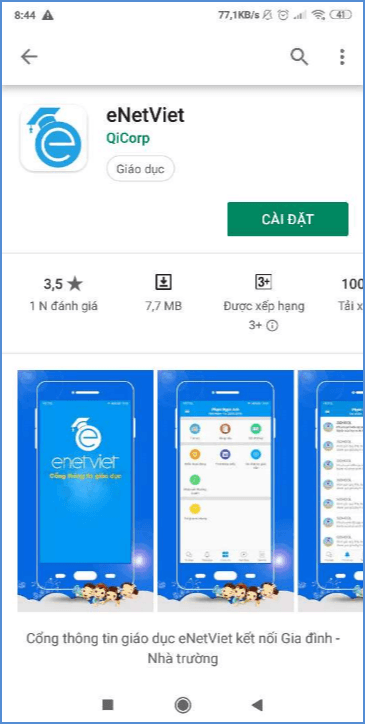 8:44
77,1KB/s
41
eNetViet
QiCorp
Giáo dục
CÀI ĐẶT
3,5
3+
100
1 N đánh giá
7,7 MB
Được xếp hạng
3+
Tải x
enetviet
Cổng thông tin giáo dục
Cổng thông tin giáo dục eNetViet kết nối Gia đình -
Nhà trường